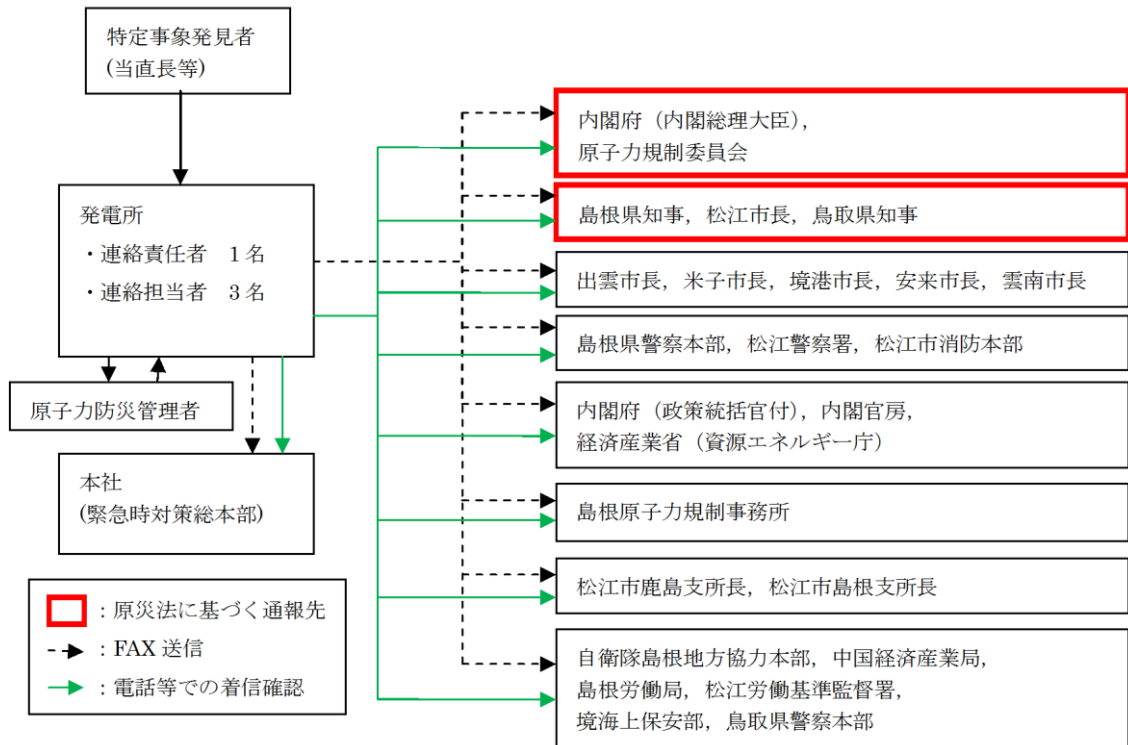 特定事象発見者
(当直長等)
発電所
・連絡責任者 1名
・連絡担当者 3名
原子力防災管理者
本社
(緊急時対策総本部)
：原災法に基づく通報先
：FAX 送信
：電話等での着信確認
内閣府（内閣総理大臣），
原子力規制委員会
島根県知事，松江市長，鳥取県知事
出雲市長，米子市長，境港市長，安来市長，雲南市長
島根県警察本部，松江警察署，松江市消防本部
内閣府（政策統括官付），内閣官房，
経済産業省（資源エネルギー庁）
島根原子力規制事務所
松江市鹿島支所長，松江市島根支所長
自衛隊島根地方協力本部，中国経済産業局，
島根労働局，松江労働基準監督署，
境海上保安部，鳥取県警察本部